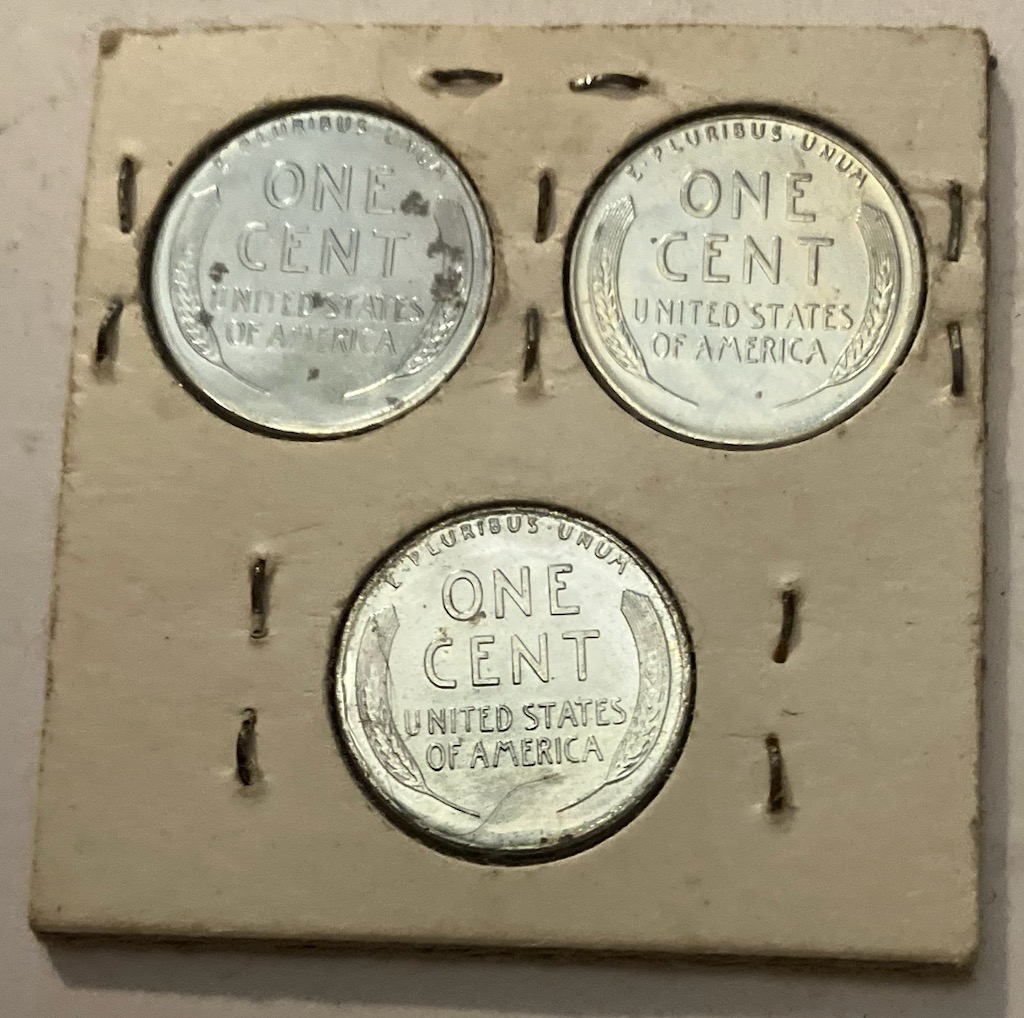 E·PLURIBUS·UNUM
ONE
CENT
UNITED STATES
OF AMERICA
E·PLURIBUS·UNUM
ONE
CENT
UNITED STATES
OF AMERICA
E·PLURIBUS·UNUM
ONE
CENT
UNITED STATES
OF AMERICA